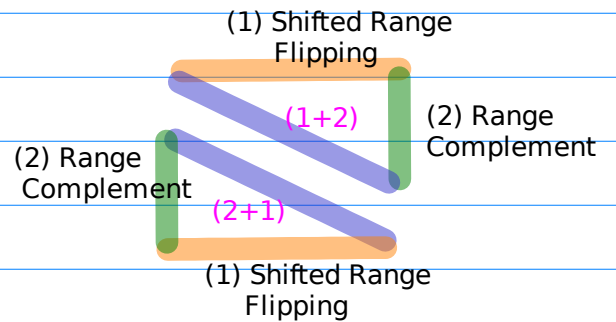 (1) Shifted Range
Flipping
(1+2)
(2) Range
Complement
(2) Range
Complement
(2+1)
(1) Shifted Range
Flipping